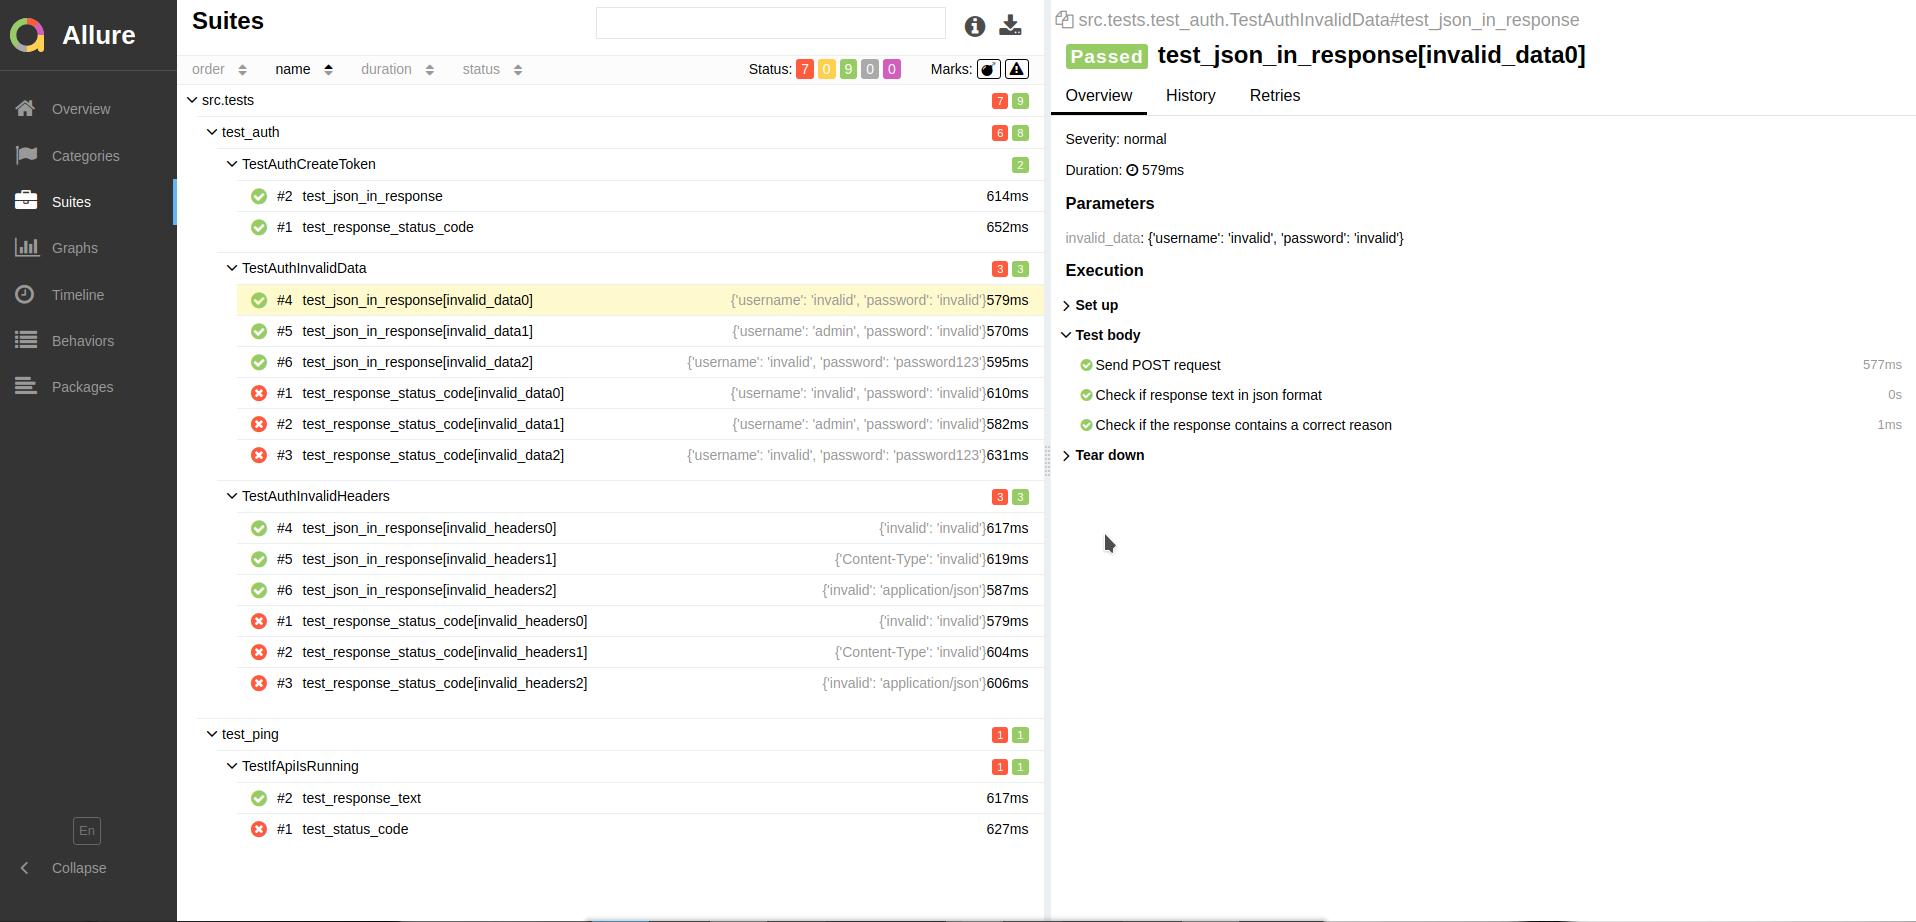 Allure
Overview
Categories
Suites
Graphs
Timeline
Behaviors
Packages
En
Collapse
Suites
order name duration status Status: 7 0 9 0 0 Marks:
src.tests 7 9
test_auth 6 8
TestAuthCreateToken 2
#2 test_json_in_response 614ms
#1 test_response_status_code 652ms
TestAuthInvalidData 3 3
#4 test_json_in_response[invalid_data0] {'username': 'invalid', 'password': 'invalid'}579ms
#5 test_json_in_response[invalid_data1] {'username': 'admin', 'password': 'invalid'}570ms
#6 test_json_in_response[invalid_data2] {'username': 'invalid', 'password': 'password123'}595ms
#1 test_response_status_code[invalid_data0] {'username': 'invalid', 'password': 'invalid'}610ms
#2 test_response_status_code[invalid_data1] {'username': 'admin', 'password': 'invalid'}582ms
#3 test_response_status_code[invalid_data2] {'username': 'invalid', 'password': 'password123'}631ms
TestAuthInvalidHeaders 3 3
#4 test_json_in_response[invalid_headers0] {'invalid': 'invalid'}617ms
#5 test_json_in_response[invalid_headers1] {'Content-Type': 'invalid'}619ms
#6 test_json_in_response[invalid_headers2] {'invalid': 'application/json'}587ms
#1 test_response_status_code[invalid_headers0] {'invalid': 'invalid'}579ms
#2 test_response_status_code[invalid_headers1] {'Content-Type': 'invalid'}604ms
#3 test_response_status_code[invalid_headers2] {'invalid': 'application/json'}606ms
test_ping 1 1
TestIfApiIsRunning 1 1
#2 test_response_text 617ms
#1 test_status_code 627ms
src.tests.test_auth.TestAuthInvalidData#test_json_in_response
Passed test_json_in_response[invalid_data0]
Overview History Retries
Severity: normal
Duration: 579ms
Parameters
invalid_data: {'username': 'invalid', 'password': 'invalid'}
Execution
Set up
Test body
Send POST request 577ms
Check if response text in json format 0s
Check if the response contains a correct reason 1ms
Tear down